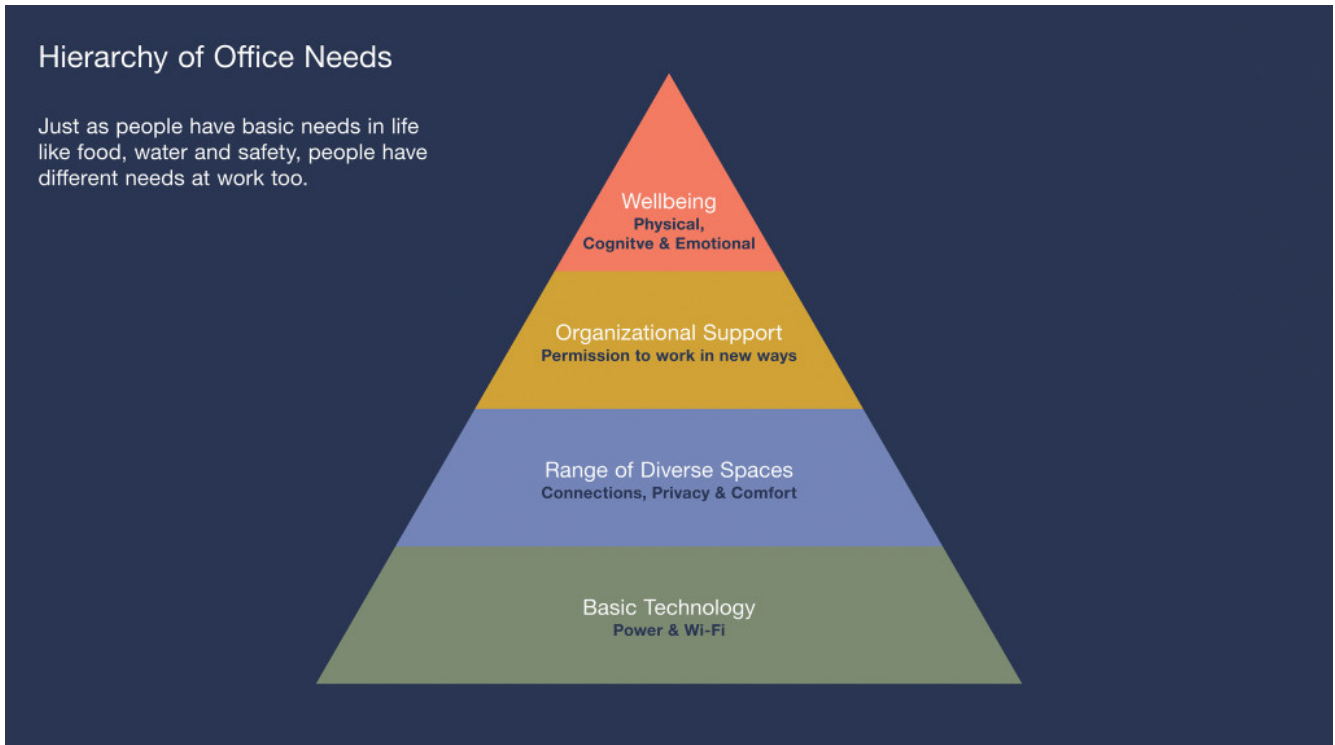 Hierarchy of Office Needs
Just as people have basic needs in life
like food, water and safety, people have
different needs at work too.
Wellbeing
Physical,
Cognitve & Emotional
Organizational Support
Permission to work in new ways
Range of Diverse Spaces
Connections, Privacy & Comfort
Basic Technology
Power & Wi-Fi